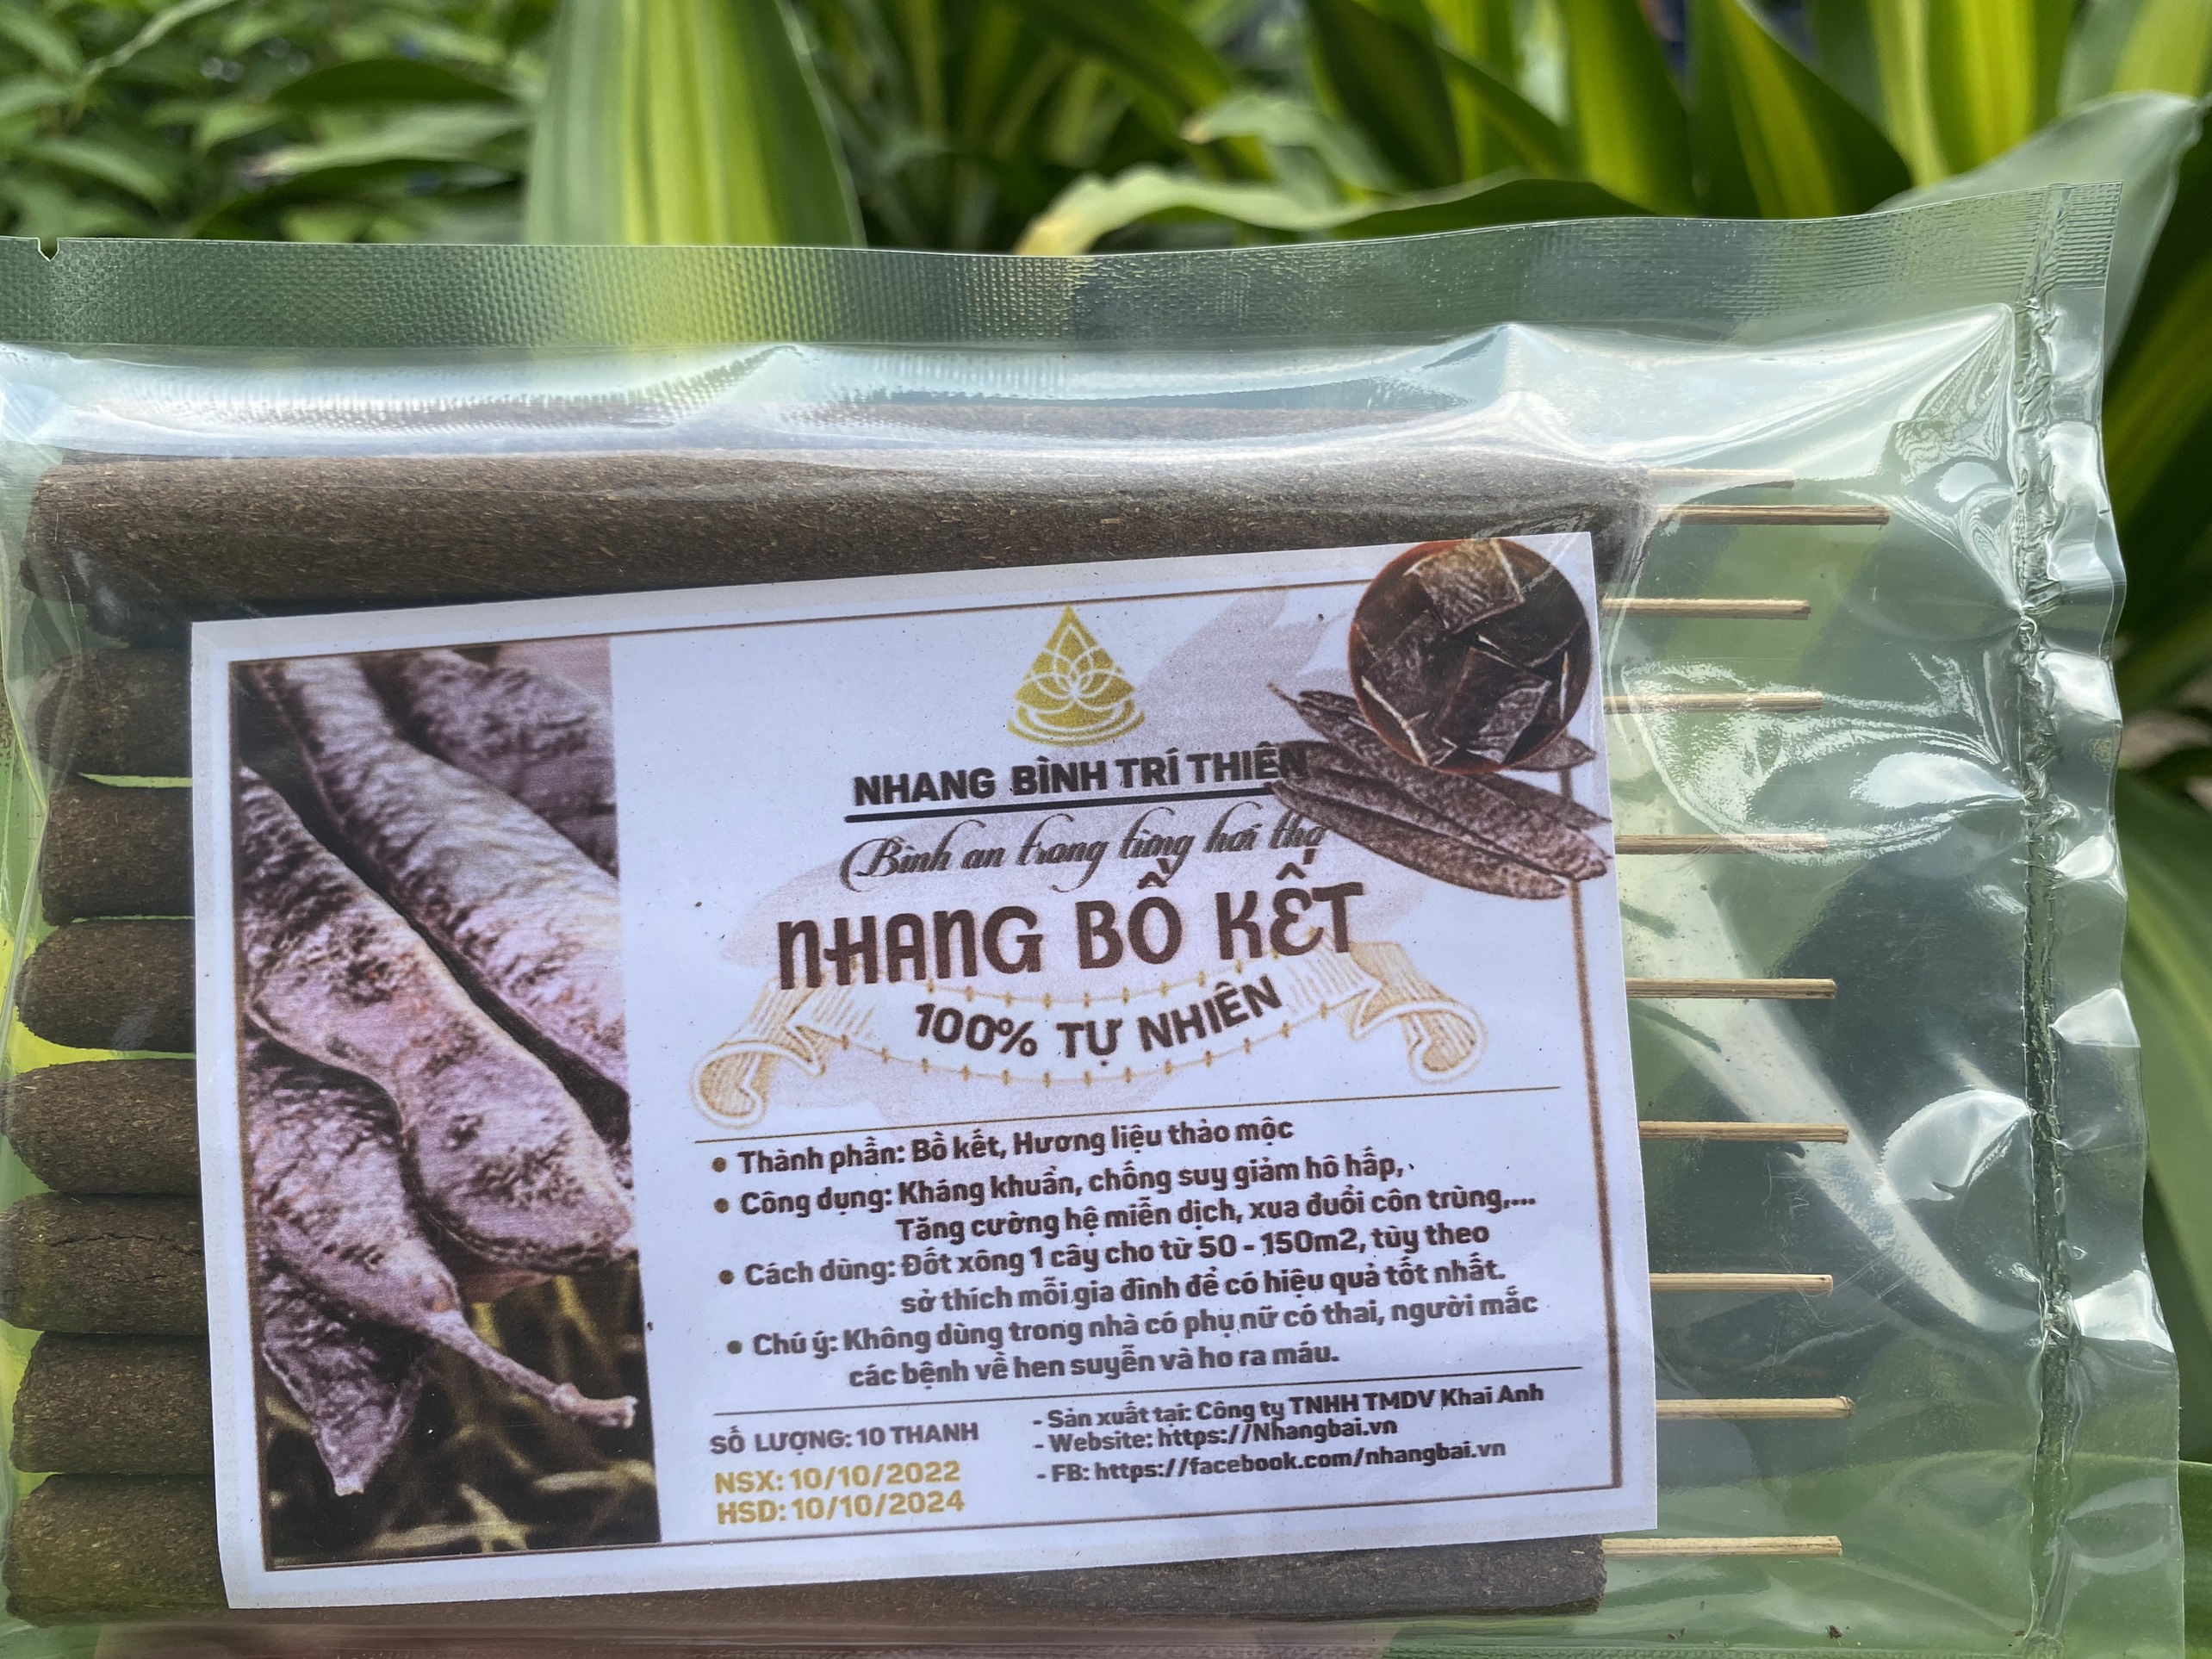 NHANG BÌNH TRÍ THIÊN
Bình an trong từng hơi thở
NHANG BỒ KẾT
100% TỰ NHIÊN
• Thành phần: Bồ kết, Hương liệu thảo mộc
• Công dụng: Kháng khuẩn, chống suy giảm hô hấp,
Tăng cường hệ miễn dịch, xua đuổi côn trùng,...
• Cách dùng: Đốt xông 1 cây cho từ 50 - 150m2, tùy theo
sở thích mỗi gia đình để có hiệu quả tốt nhất.
• Chú ý: Không dùng trong nhà có phụ nữ có thai, người mắc
các bệnh về hen suyễn và ho ra máu.
SỐ LƯỢNG: 10 THANH
NSX: 10/10/2022
HSD: 10/10/2024
- Sản xuất tại: Công ty TNHH TMDV Khai Anh
- Website: https://Nhangbai.vn
- FB: https://facebook.com/nhangbai.vn